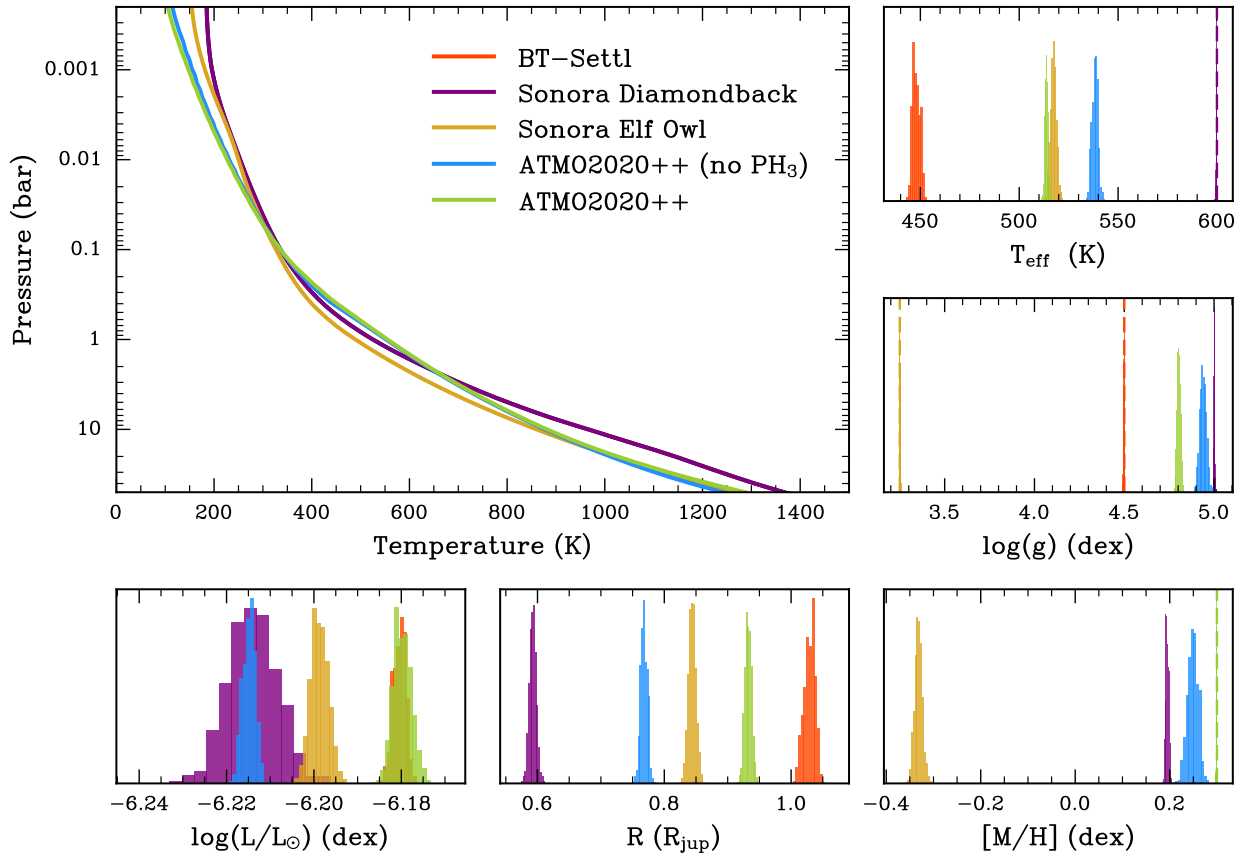 BT−Settl
Sonora Diamondback
Sonora Elf Owl
ATMO2020++ (no PH₃)
ATMO2020++
0.001
0.01
0.1
1
10
Pressure (bar)
0 200 400 600 800 1000 1200 1400
Temperature (K)
450 500 550 600
T_eff (K)
3.5 4.0 4.5 5.0
log(g) (dex)
−6.24 −6.22 −6.20 −6.18
log(L/L☉) (dex)
0.6 0.8 1.0
R (R_jup)
−0.4 −0.2 0.0 0.2
[M/H] (dex)